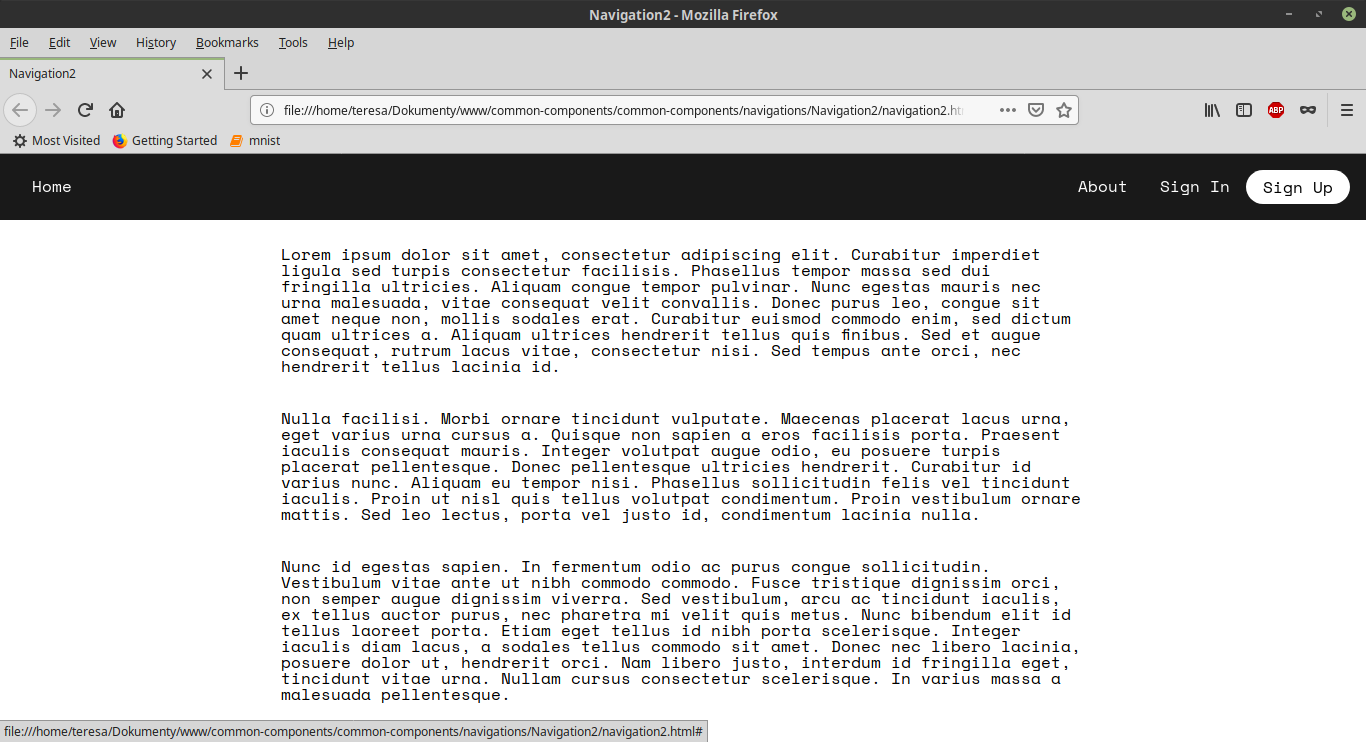 Navigation2 - Mozilla Firefox
File Edit View History Bookmarks Tools Help
Navigation2
file:///home/teresa/Dokumenty/www/common-components/common-components/navigations/Navigation2/navigation2.htm
ABP
Most Visited Getting Started mnist
Home About Sign In Sign Up
Lorem ipsum dolor sit amet, consectetur adipiscing elit. Curabitur imperdiet
ligula sed turpis consectetur facilisis. Phasellus tempor massa sed dui
fringilla ultricies. Aliquam congue tempor pulvinar. Nunc egestas mauris nec
urna malesuada, vitae consequat velit convallis. Donec purus leo, congue sit
amet neque non, mollis sodales erat. Curabitur euismod commodo enim, sed dictum
quam ultrices a. Aliquam ultrices hendrerit tellus quis finibus. Sed et augue
consequat, rutrum lacus vitae, consectetur nisi. Sed tempus ante orci, nec
hendrerit tellus lacinia id.
Nulla facilisi. Morbi ornare tincidunt vulputate. Maecenas placerat lacus urna,
eget varius urna cursus a. Quisque non sapien a eros facilisis porta. Praesent
iaculis consequat mauris. Integer volutpat augue odio, eu posuere turpis
placerat pellentesque. Donec pellentesque ultricies hendrerit. Curabitur id
varius nunc. Aliquam eu tempor nisi. Phasellus sollicitudin felis vel tincidunt
iaculis. Proin ut nisl quis tellus volutpat condimentum. Proin vestibulum ornare
mattis. Sed leo lectus, porta vel justo id, condimentum lacinia nulla.
Nunc id egestas sapien. In fermentum odio ac purus congue sollicitudin.
Vestibulum vitae ante ut nibh commodo commodo. Fusce tristique dignissim orci,
non semper augue dignissim viverra. Sed vestibulum, arcu ac tincidunt iaculis,
ex tellus auctor purus, nec pharetra mi velit quis metus. Nunc bibendum elit id
tellus laoreet porta. Etiam eget tellus id nibh porta scelerisque. Integer
iaculis diam lacus, a sodales tellus commodo sit amet. Donec nec libero lacinia,
posuere dolor ut, hendrerit orci. Nam libero justo, interdum id fringilla eget,
tincidunt vitae urna. Nullam cursus consectetur scelerisque. In varius massa a
malesuada pellentesque.
file:///home/teresa/Dokumenty/www/common-components/common-components/navigations/Navigation2/navigation2.html#